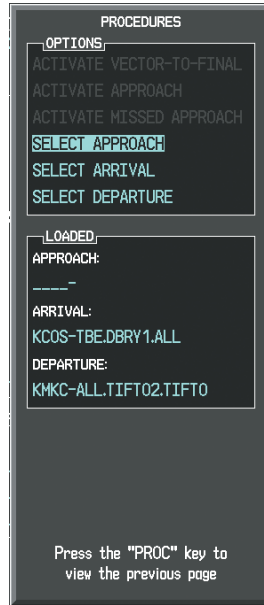 PROCEDURES
OPTIONS
ACTIVATE VECTOR-TO-FINAL
ACTIVATE APPROACH
ACTIVATE MISSED APPROACH
SELECT APPROACH
SELECT ARRIVAL
SELECT DEPARTURE
LOADED
APPROACH:
____-
ARRIVAL:
KCOS-TBE.DBRY1.ALL
DEPARTURE:
KMKC-ALL.TIFTO2.TIFTO
Press the "PROC" key to
view the previous page